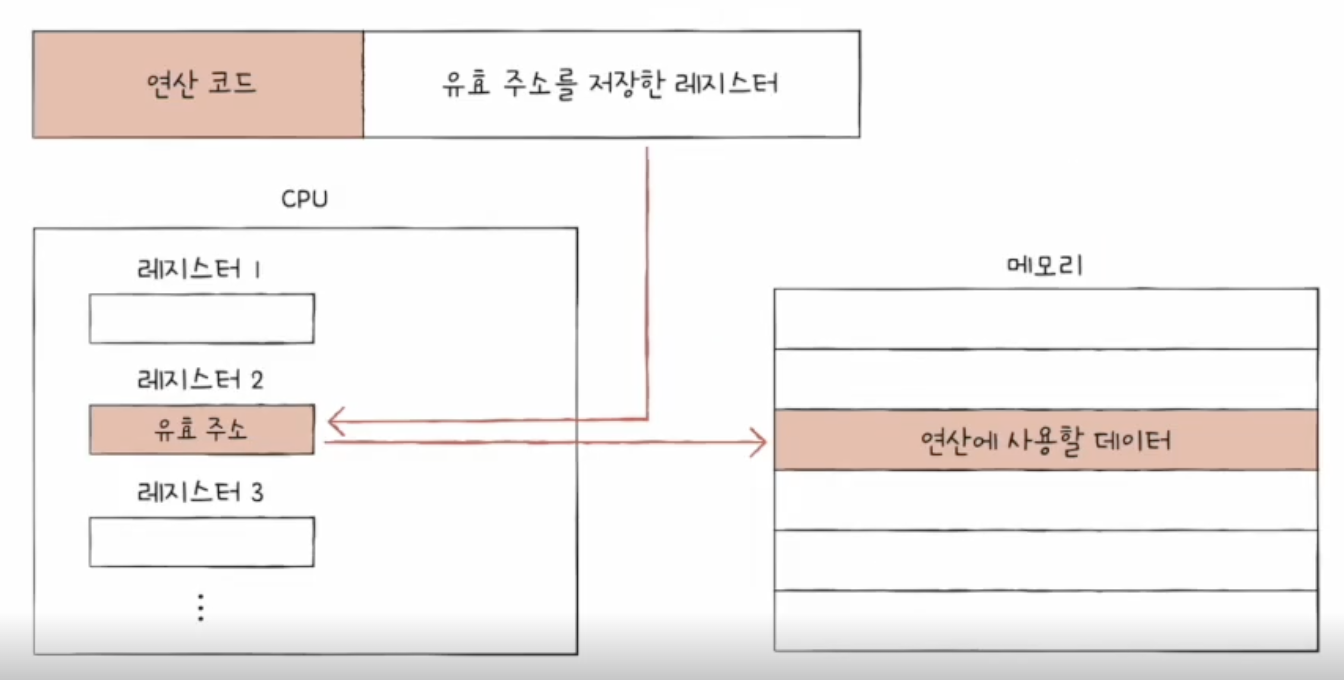 연산 코드
유효 주소를 저장한 레지스터
CPU
레지스터 1
레지스터 2
유효 주소
레지스터 3
⋮
메모리
연산에 사용할 데이터